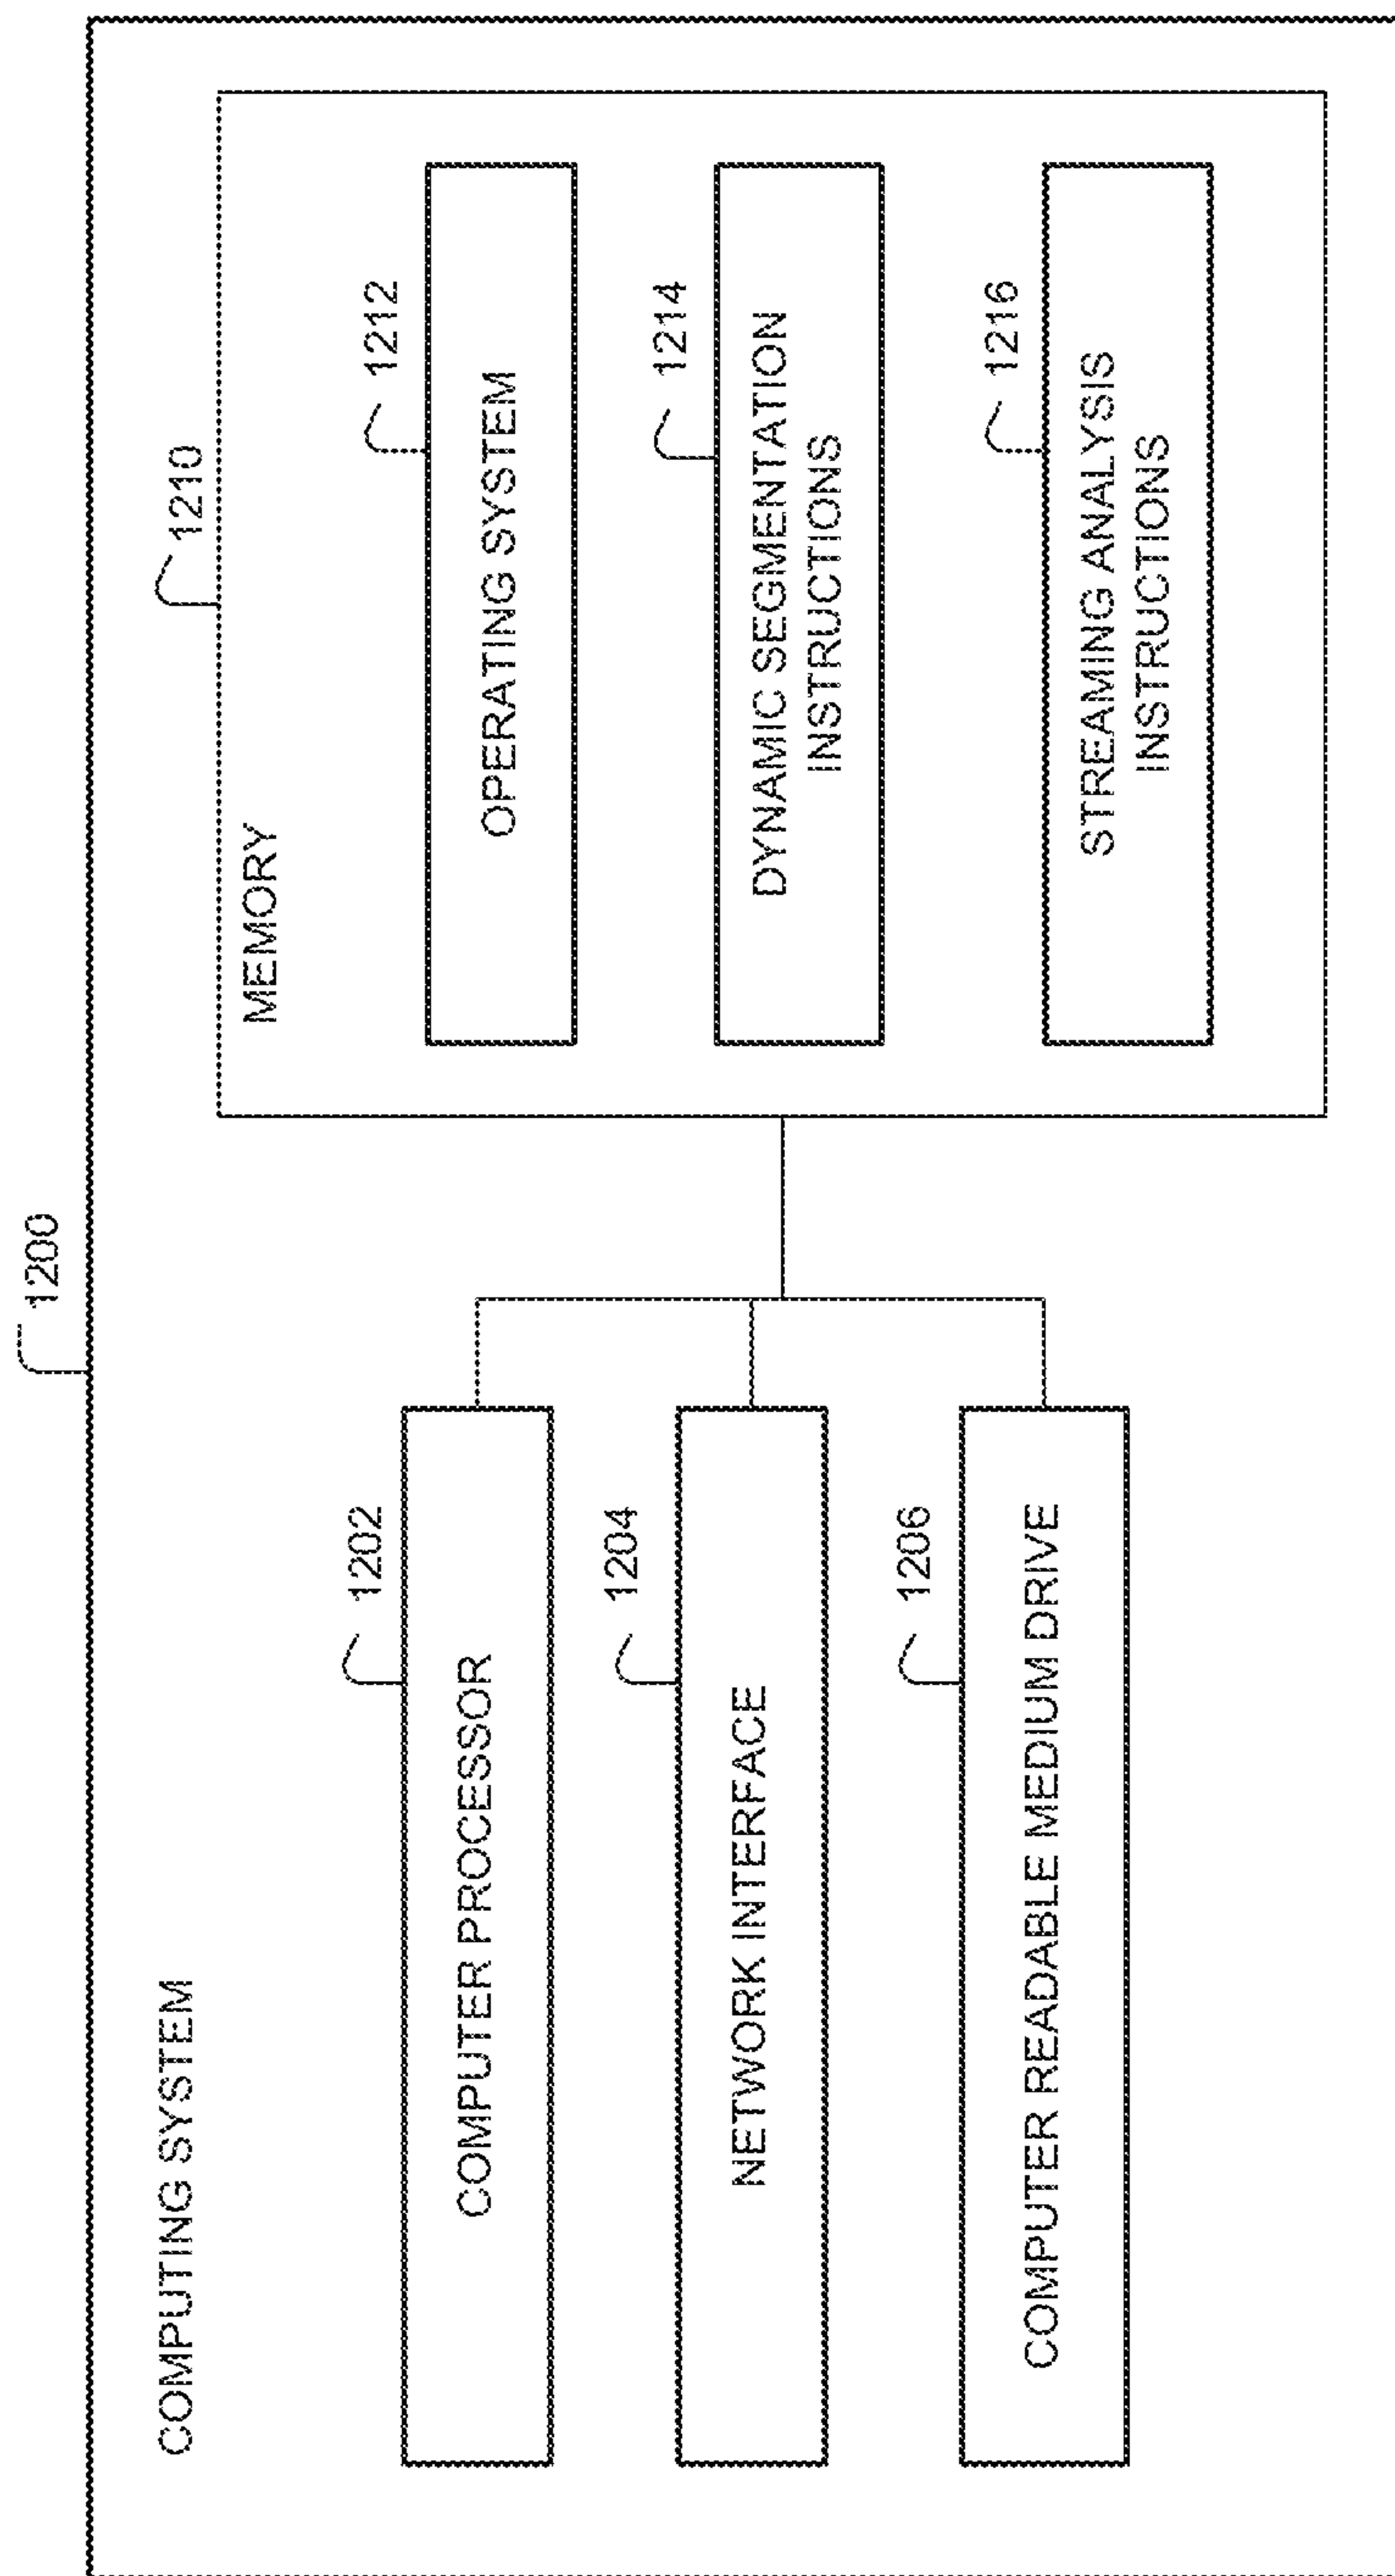 1200
COMPUTING SYSTEM
1202
COMPUTER PROCESSOR
1204
NETWORK INTERFACE
1206
COMPUTER READABLE MEDIUM DRIVE
1210
MEMORY
1212
OPERATING SYSTEM
1214
DYNAMIC SEGMENTATION
INSTRUCTIONS
1216
STREAMING ANALYSIS
INSTRUCTIONS